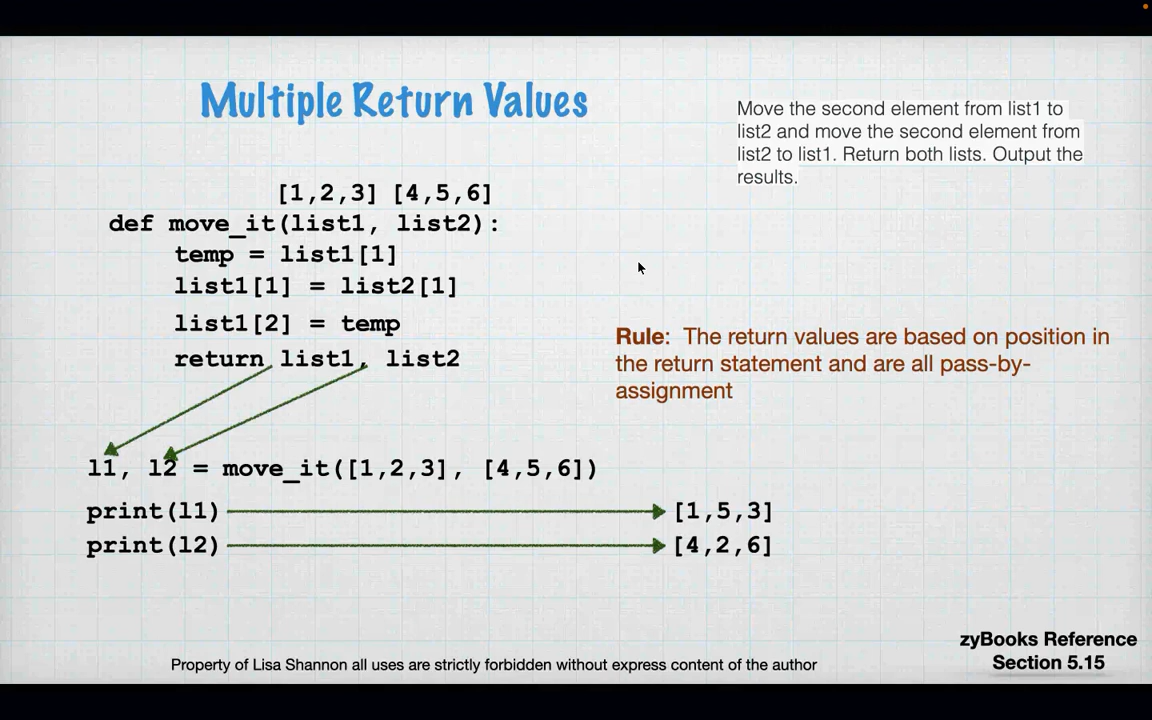 Multiple Return Values
Move the second element from list1 to
list2 and move the second element from
list2 to list1. Return both lists. Output the
results.
[1,2,3] [4,5,6]
def move_it(list1, list2):
temp = list1[1]
list1[1] = list2[1]
list1[2] = temp
return list1, list2
Rule: The return values are based on position in
the return statement and are all pass-by-
assignment
l1, l2 = move_it([1,2,3], [4,5,6])
print(l1) [1,5,3]
print(l2) [4,2,6]
zyBooks Reference
Section 5.15
Property of Lisa Shannon all uses are strictly forbidden without express content of the author